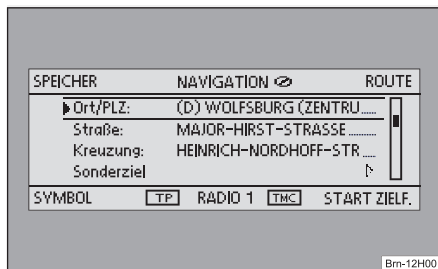 SPEICHER NAVIGATION ROUTE
Ort/PLZ: (D) WOLFSBURG (ZENTRU.....
Straße: MAJOR-HIRST-STRASSE..........
Kreuzung: HEINRICH-NORDHOFF-STR.....
Sonderziel
SYMBOL TP RADIO 1 TMC START ZIELF.
Brn-12H00